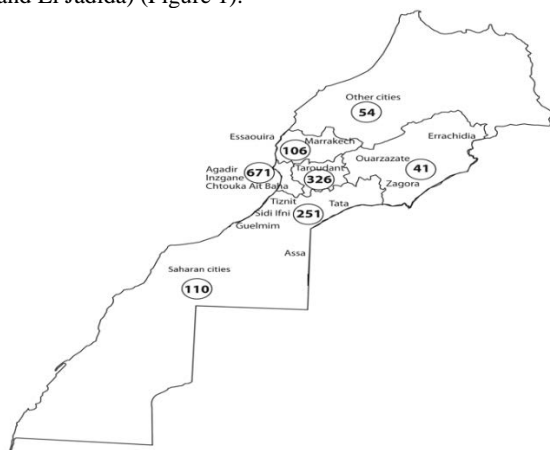 and El Jadida) (Figure 1).
Other cities
54
Essaouira
Marrakech
106
Errachidia
Ouarzazate
41
Zagora
Agadir
Inzgane
Chtouka Ait Baha
671
Taroudant
326
Tiznit
Tata
Sidi Ifni
251
Guelmim
Assa
Saharan cities
110